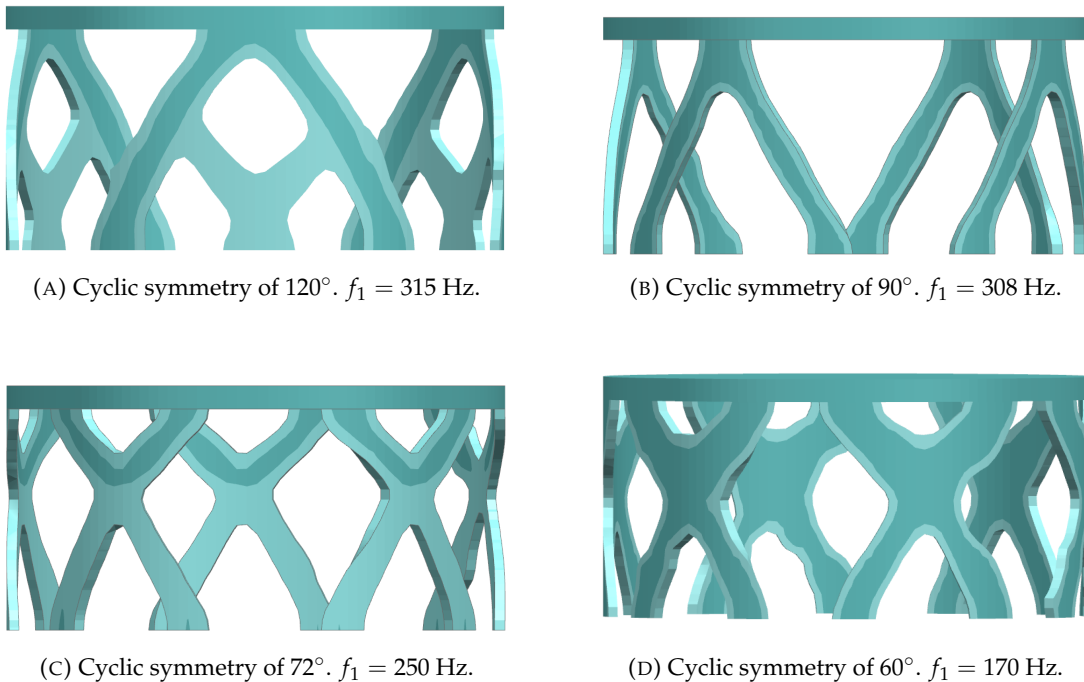 (A) Cyclic symmetry of 120°. f₁ = 315 Hz.
(B) Cyclic symmetry of 90°. f₁ = 308 Hz.
(C) Cyclic symmetry of 72°. f₁ = 250 Hz.
(D) Cyclic symmetry of 60°. f₁ = 170 Hz.